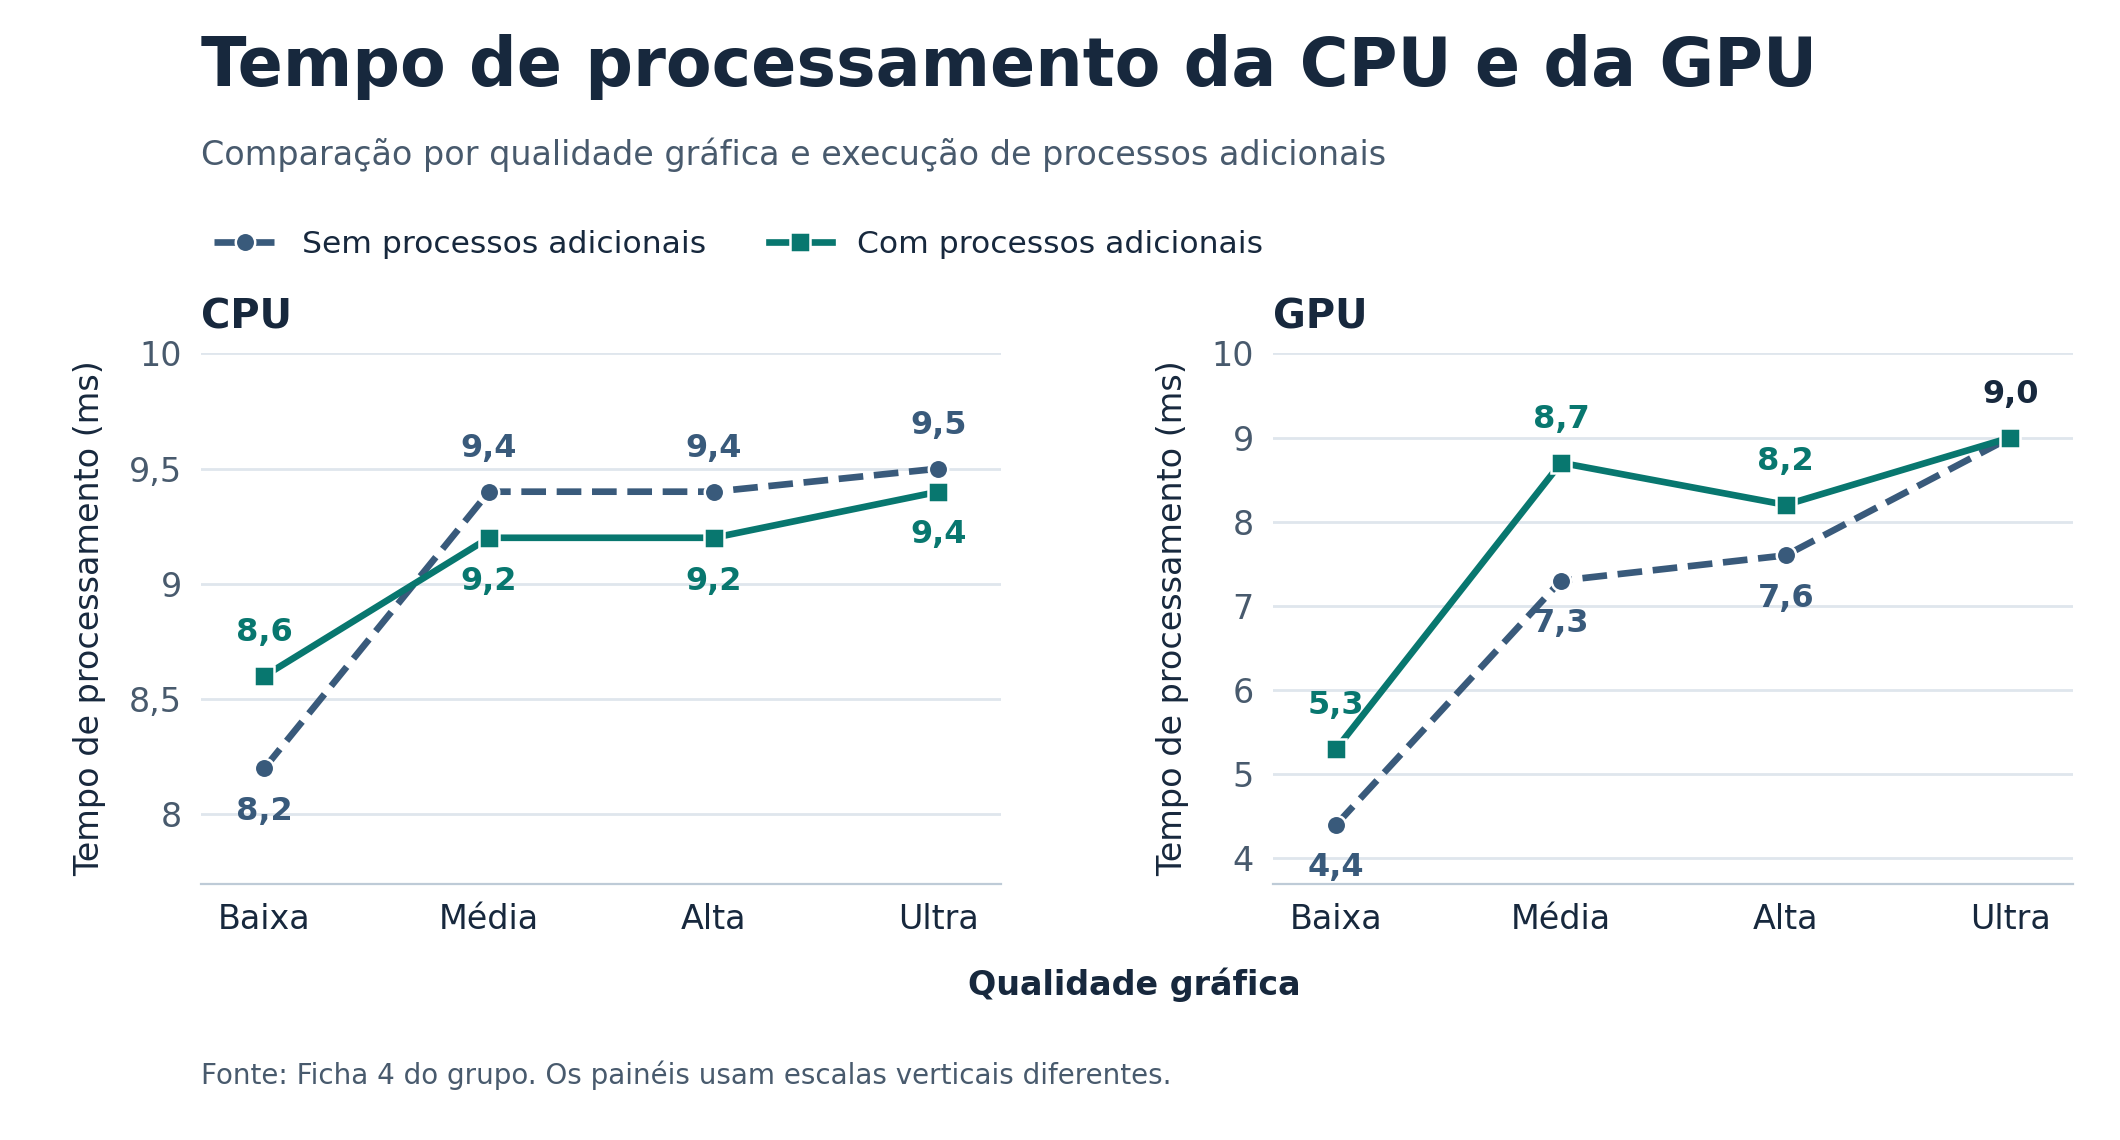 Tempo de processamento da CPU e da GPU
Comparação por qualidade gráfica e execução de processos adicionais
Sem processos adicionais
Com processos adicionais
CPU
Tempo de processamento (ms)
10
9,5
9
8,5
8
8,6
8,2
9,4
9,2
9,4
9,2
9,5
9,4
Baixa
Média
Alta
Ultra
GPU
Tempo de processamento (ms)
10
9
8
7
6
5
4
5,3
4,4
8,7
7,3
8,2
7,6
9,0
Baixa
Média
Alta
Ultra
Qualidade gráfica
Fonte: Ficha 4 do grupo. Os painéis usam escalas verticais diferentes.